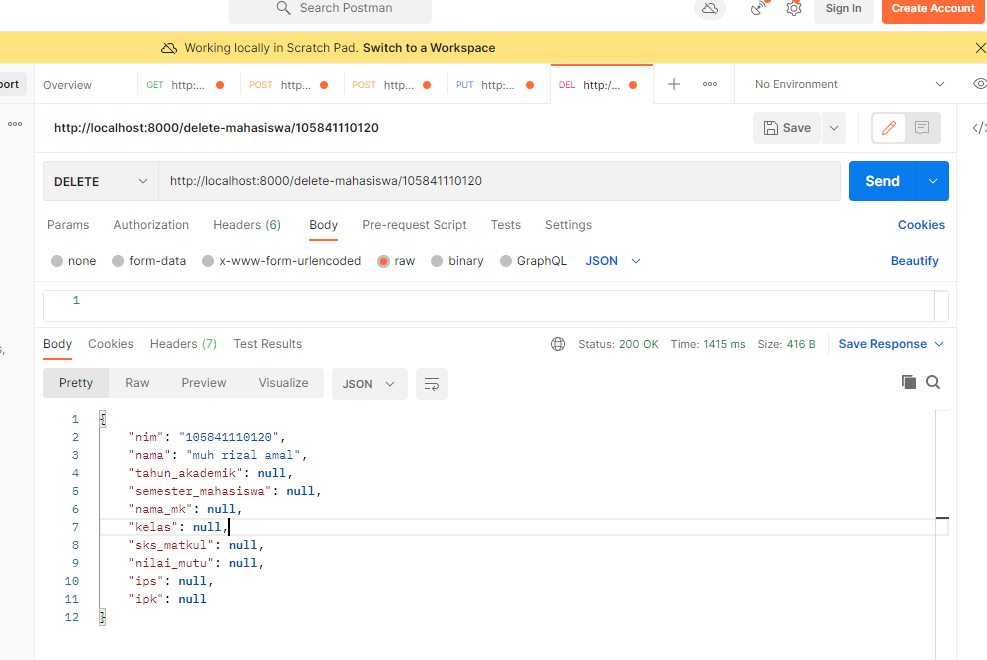 Search Postman
Sign In
Create Account
Working locally in Scratch Pad. Switch to a Workspace
Overview
GET http:...
POST http...
POST http...
PUT http:...
DEL http:/...
No Environment
http://localhost:8000/delete-mahasiswa/105841110120
Save
DELETE
http://localhost:8000/delete-mahasiswa/105841110120
Send
Params Authorization Headers (6) Body Pre-request Script Tests Settings Cookies
none form-data x-www-form-urlencoded raw binary GraphQL JSON Beautify
1
Body Cookies Headers (7) Test Results Status: 200 OK Time: 1415 ms Size: 416 B Save Response
Pretty Raw Preview Visualize JSON
1 {
2 "nim": "105841110120",
3 "nama": "muh rizal amal",
4 "tahun_akademik": null,
5 "semester_mahasiswa": null,
6 "nama_mk": null,
7 "kelas": null,
8 "sks_matkul": null,
9 "nilai_mutu": null,
10 "ips": null,
11 "ipk": null
12 }